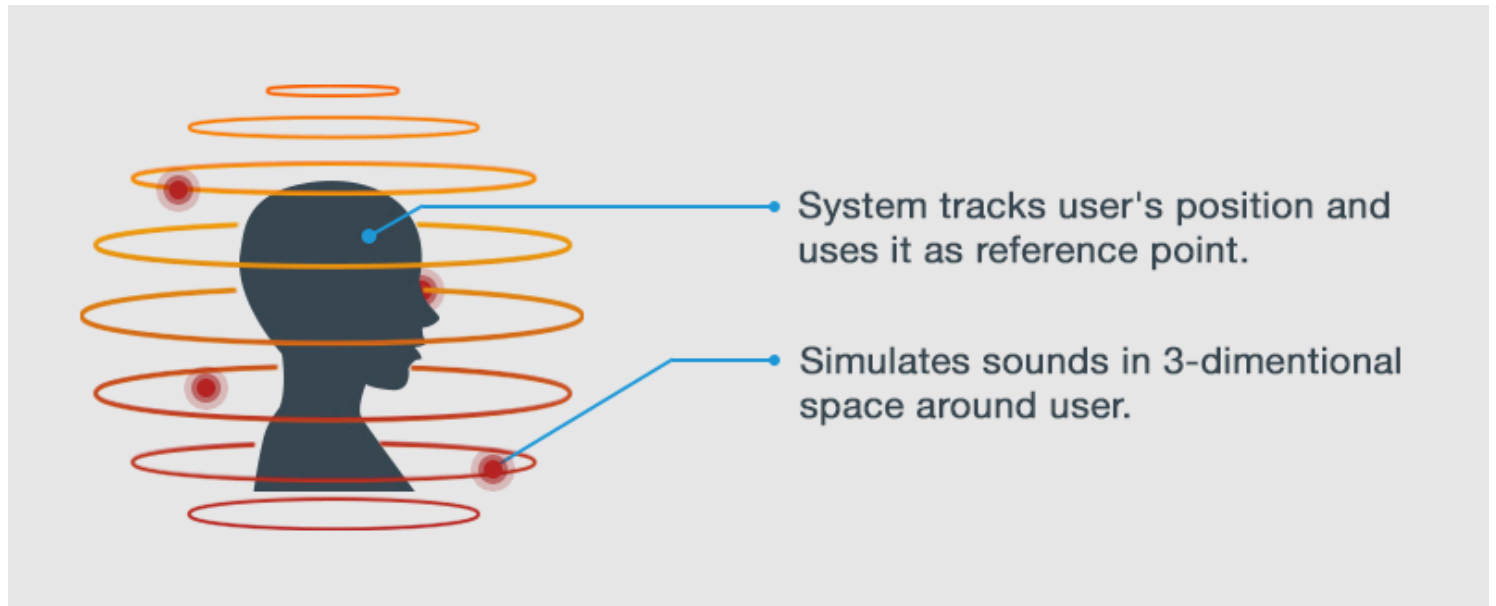 System tracks user's position and
uses it as reference point.
Simulates sounds in 3-dimentional
space around user.